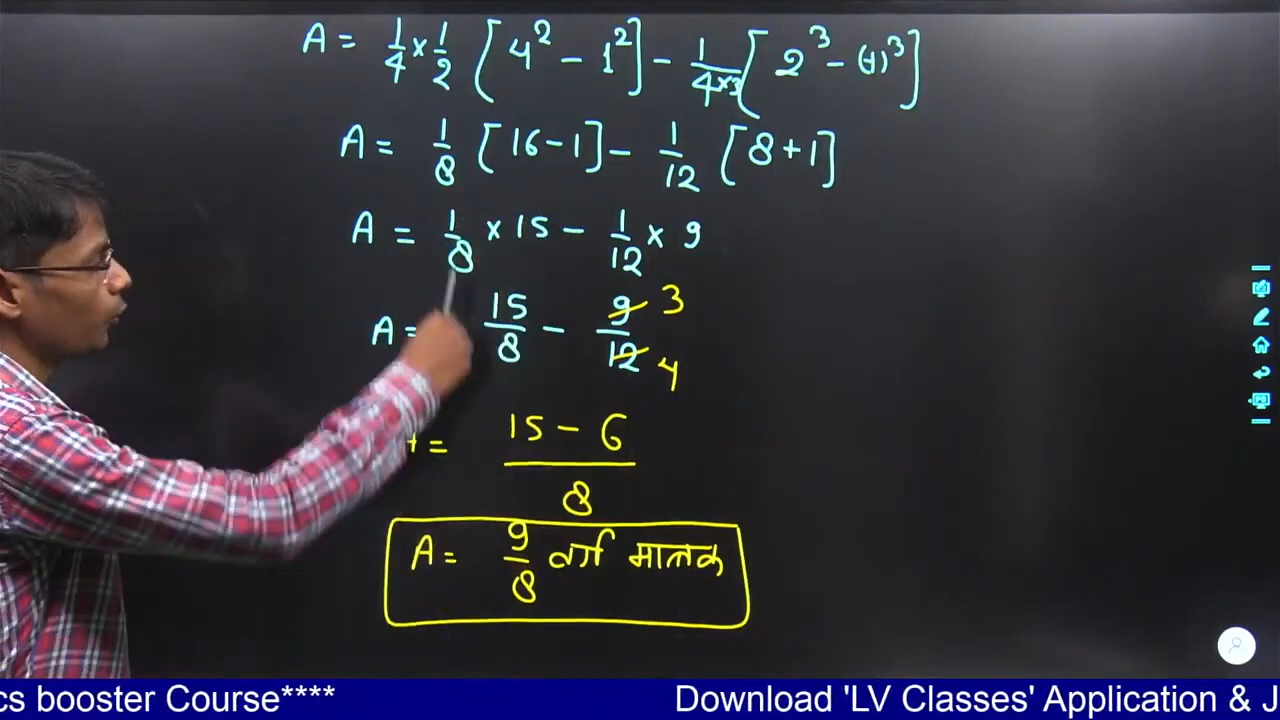 A = 1/4 × 1/2 [4² - 1²] - 1/4×3 [2³ - (-1)³]
A = 1/8 [16 - 1] - 1/12 [8 + 1]
A = 1/8 × 15 - 1/12 × 9
A = 15/8 - 9/12 3 4
= 15 - 6 / 8
A = 9/8 वर्ग मात्रक
cs booster Course**** Download 'LV Classes' Application & J